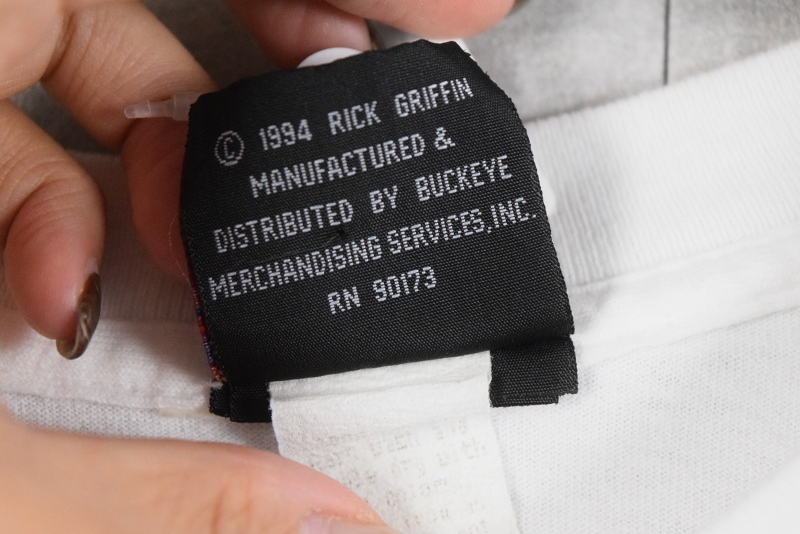 © 1994 RICK GRIFFIN
MANUFACTURED &
DISTRIBUTED BY BUCKEYE
MERCHANDISING SERVICES, INC.
RN 90173